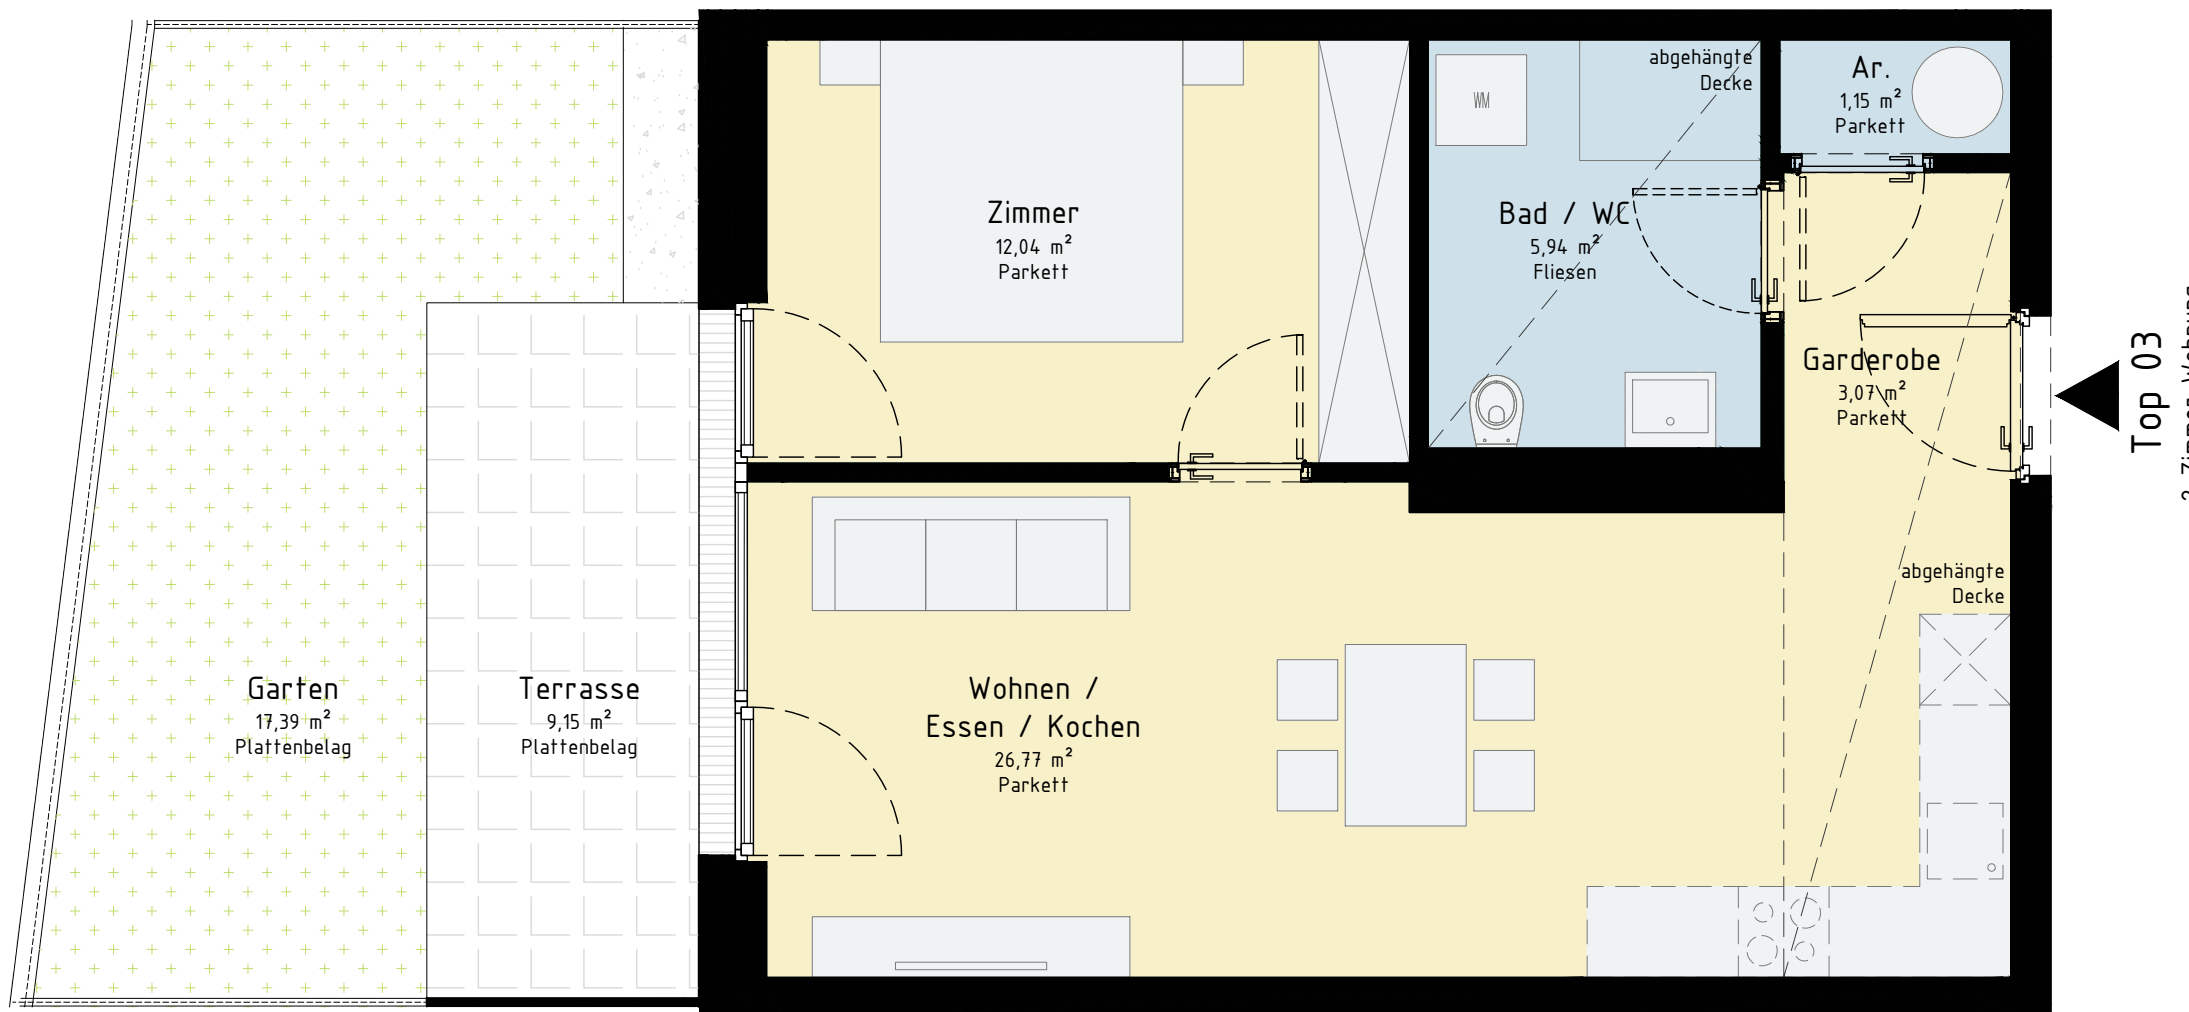 Zimmer
12,04 m²
Parkett
WM
abgehängte
Decke
Bad / WC
5,94 m²
Fliesen
Ar.
1,15 m²
Parkett
Garderobe
3,07 m²
Parkett
Top 03
abgehängte
Decke
Garten
17,39 m²
Plattenbelag
Terrasse
9,15 m²
Plattenbelag
Wohnen /
Essen / Kochen
26,77 m²
Parkett